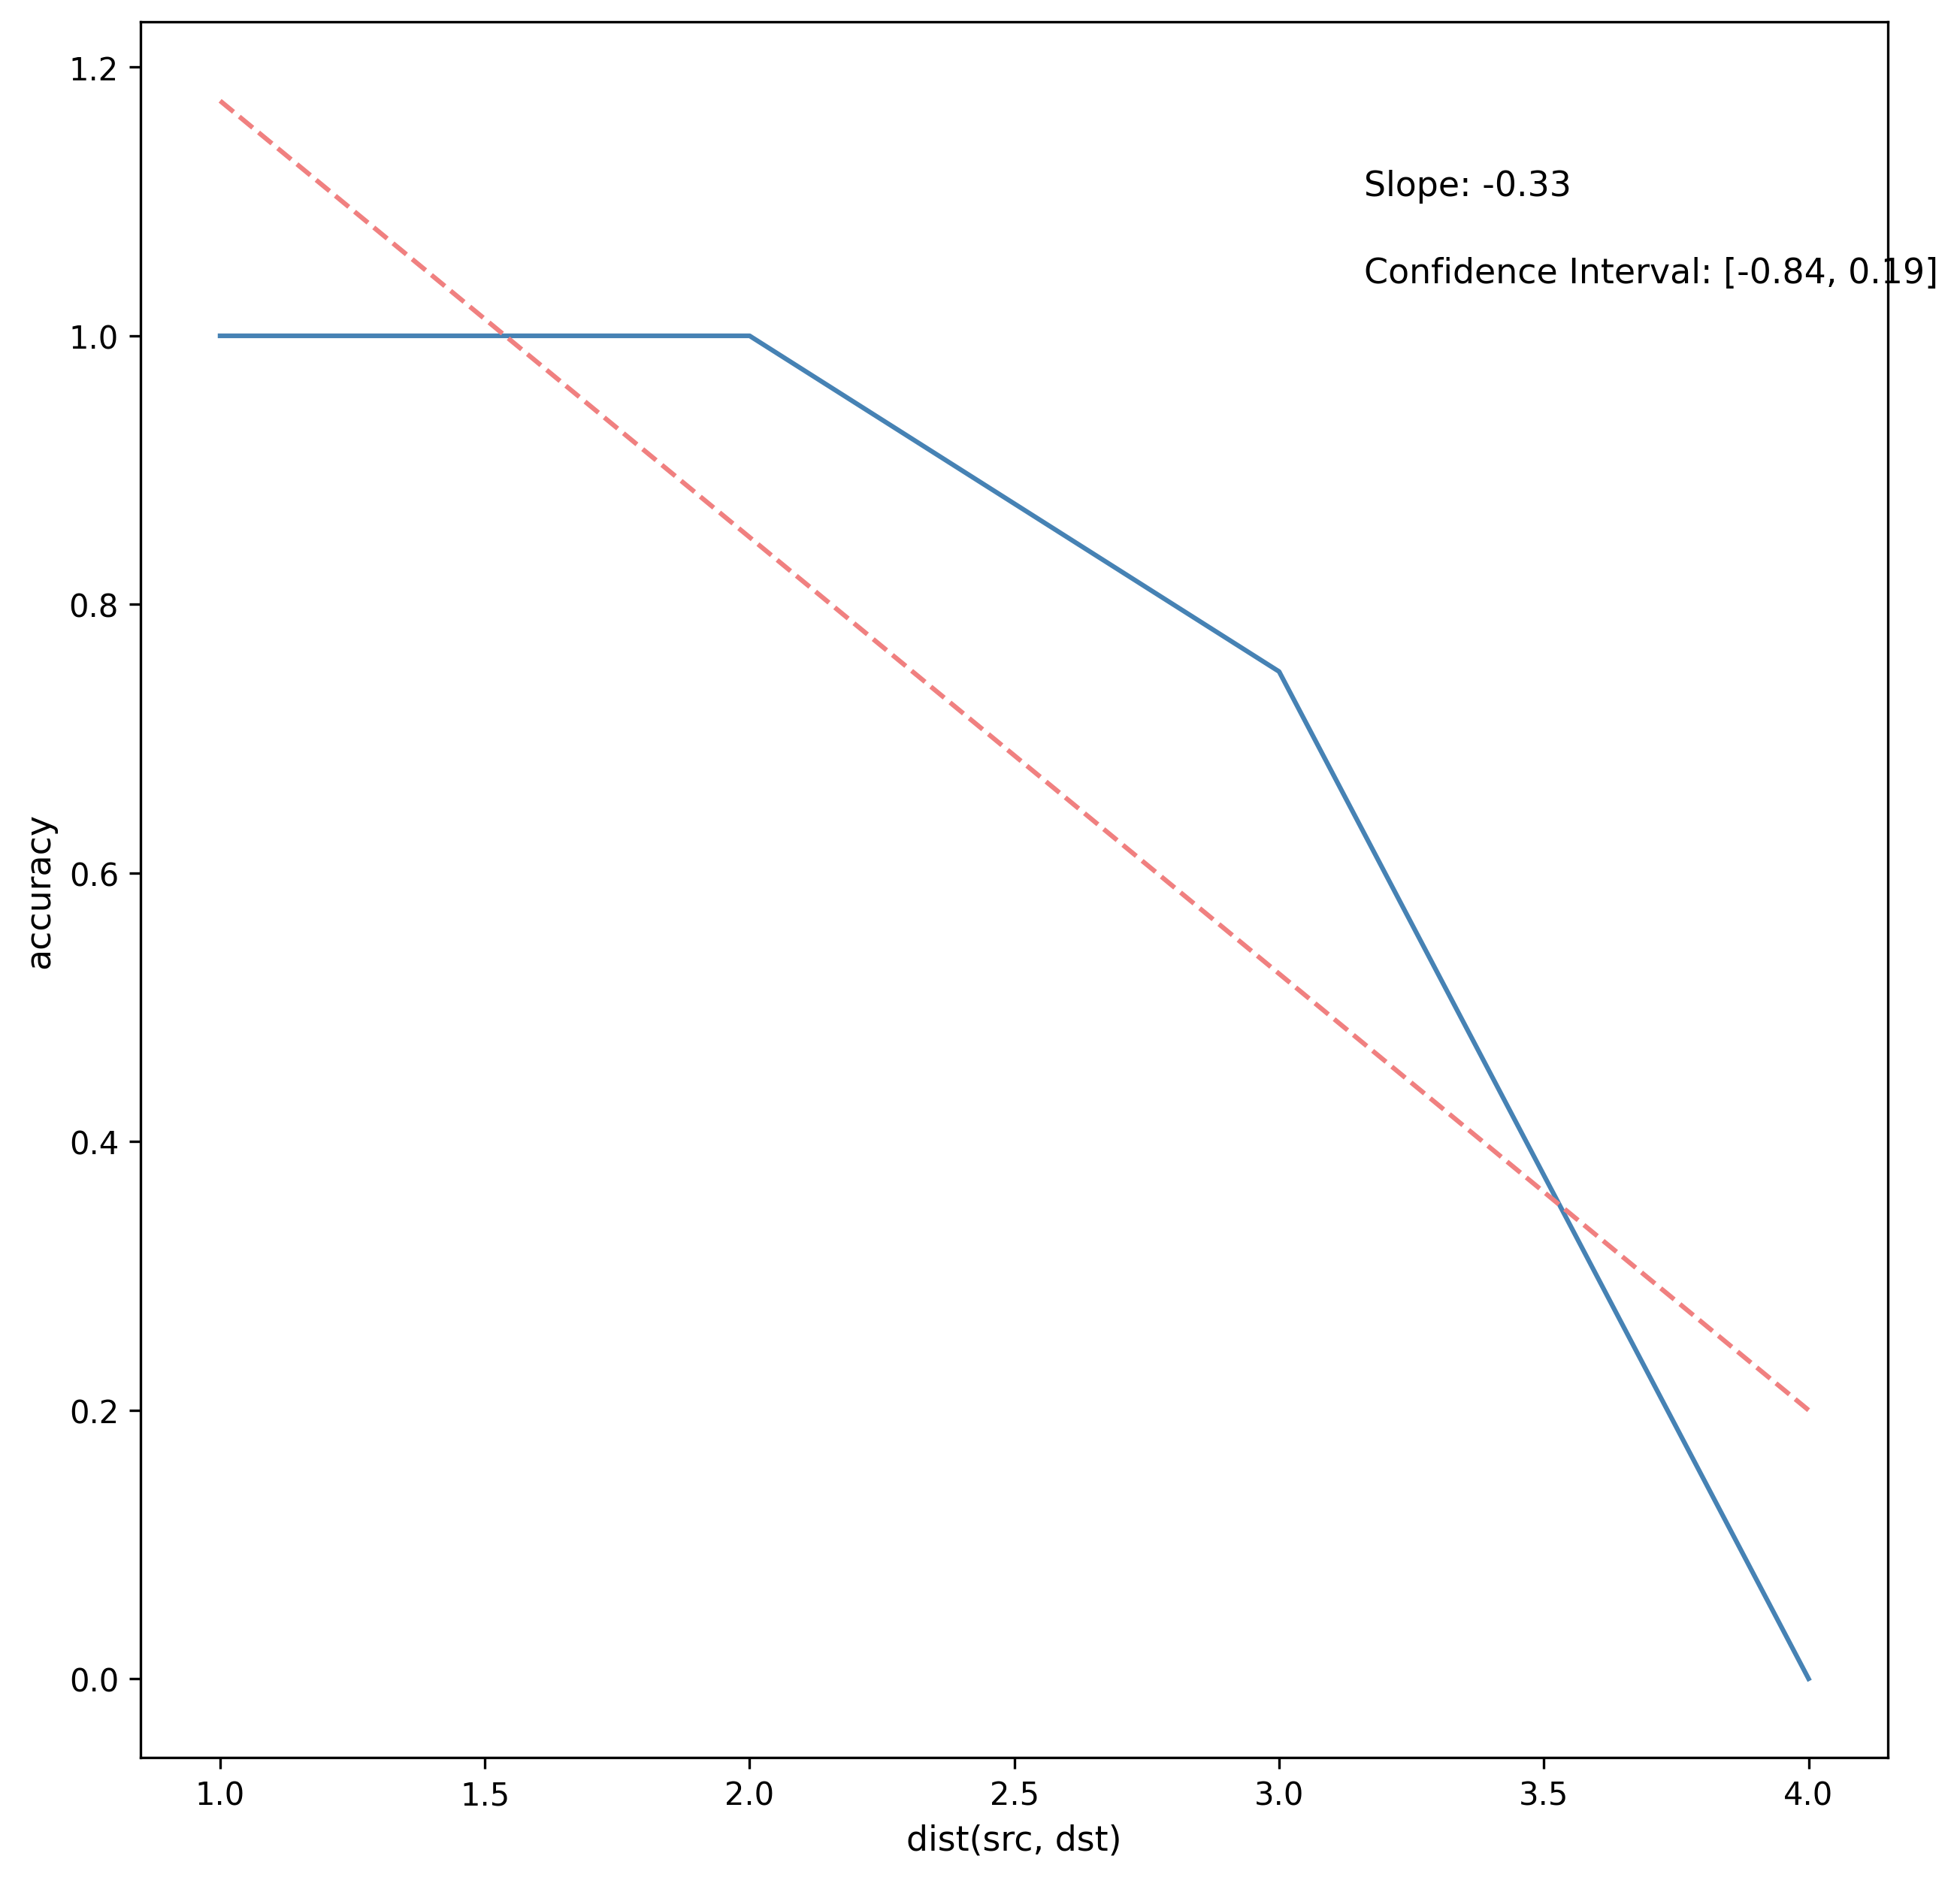 1.2
1.0
0.8
0.6
0.4
0.2
0.0
accuracy
Slope: -0.33
Confidence Interval: [-0.84, 0.19]
1.0 1.5 2.0 2.5 3.0 3.5 4.0
dist(src, dst)